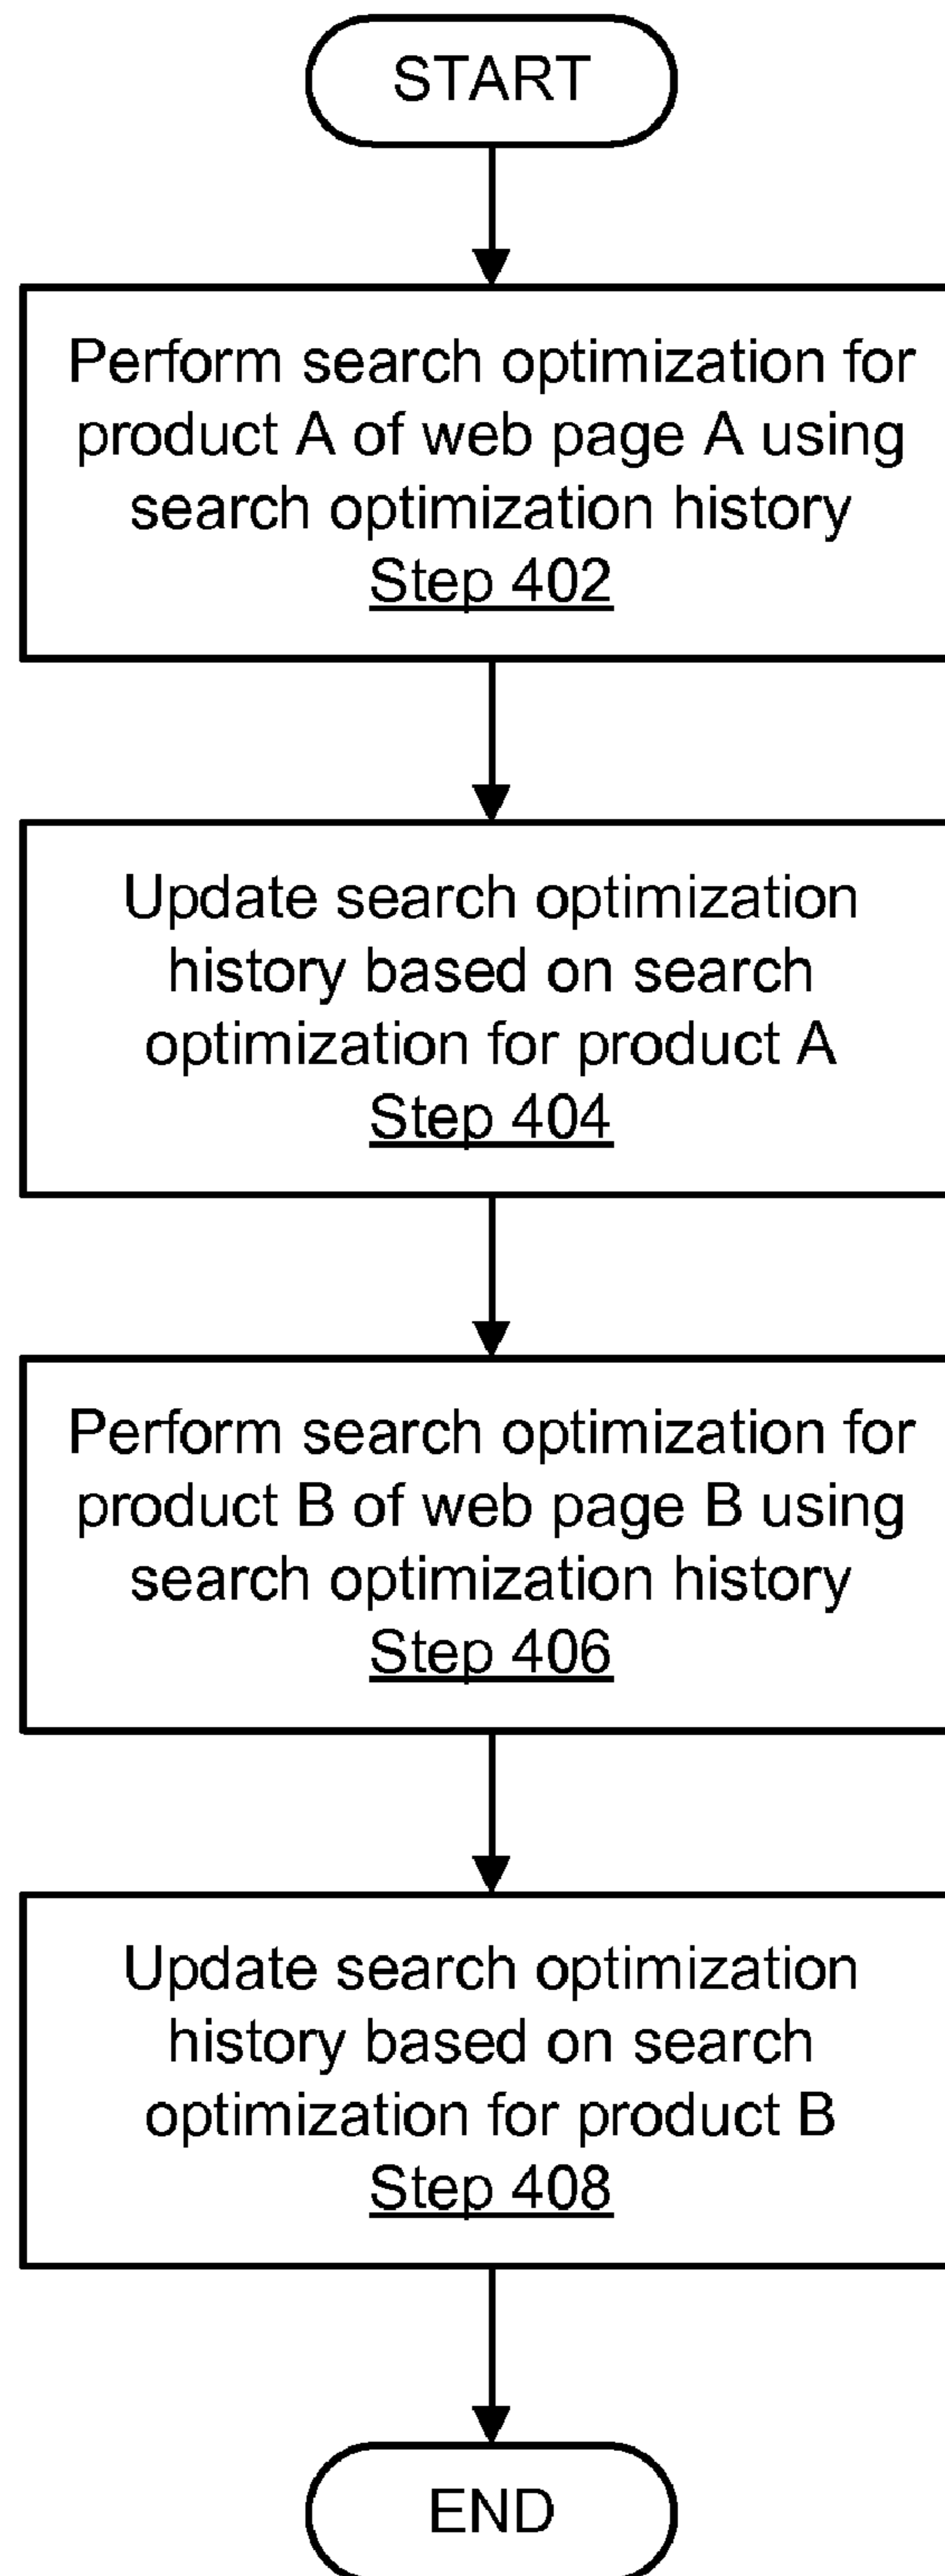 START
Perform search optimization for
product A of web page A using
search optimization history
Step 402
Update search optimization
history based on search
optimization for product A
Step 404
Perform search optimization for
product B of web page B using
search optimization history
Step 406
Update search optimization
history based on search
optimization for product B
Step 408
END